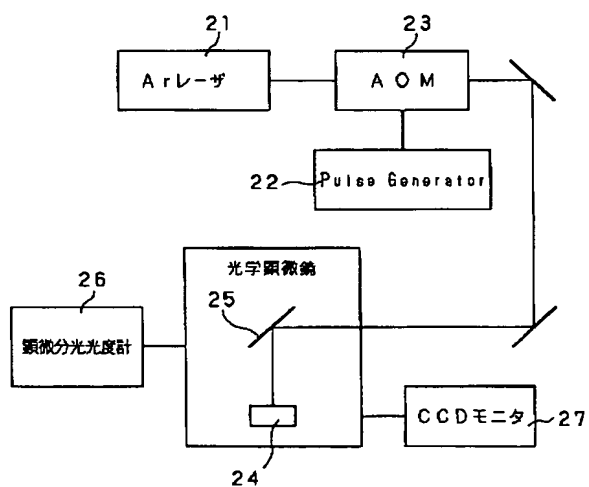 21
23
Arレーザ
AOM
22
Pulse Generator
光学顕微鏡
26
25
顕微分光光度計
CCDモニタ
27
24